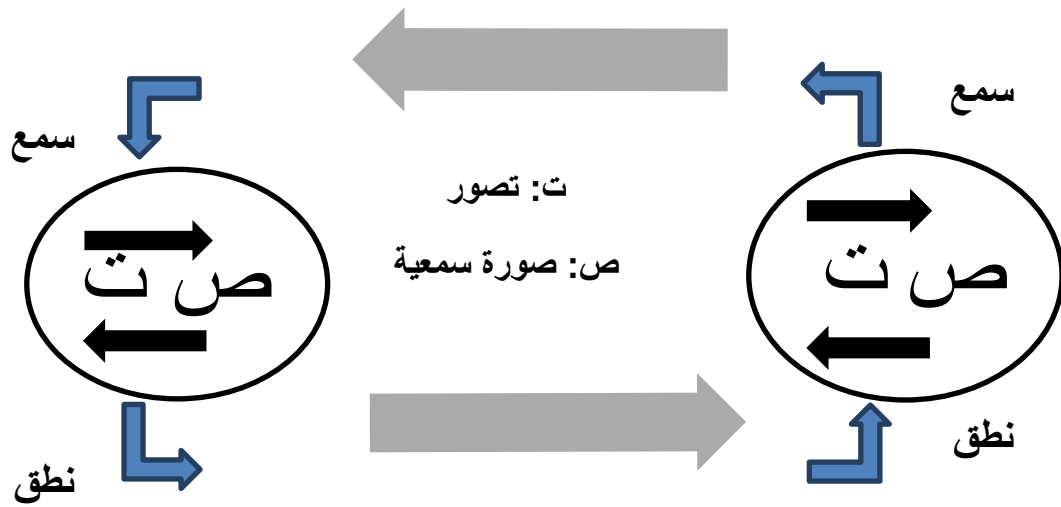 سمع
سمع
ت: تصور
ص: صورة سمعية
ص ت
ص ت
نطق
نطق